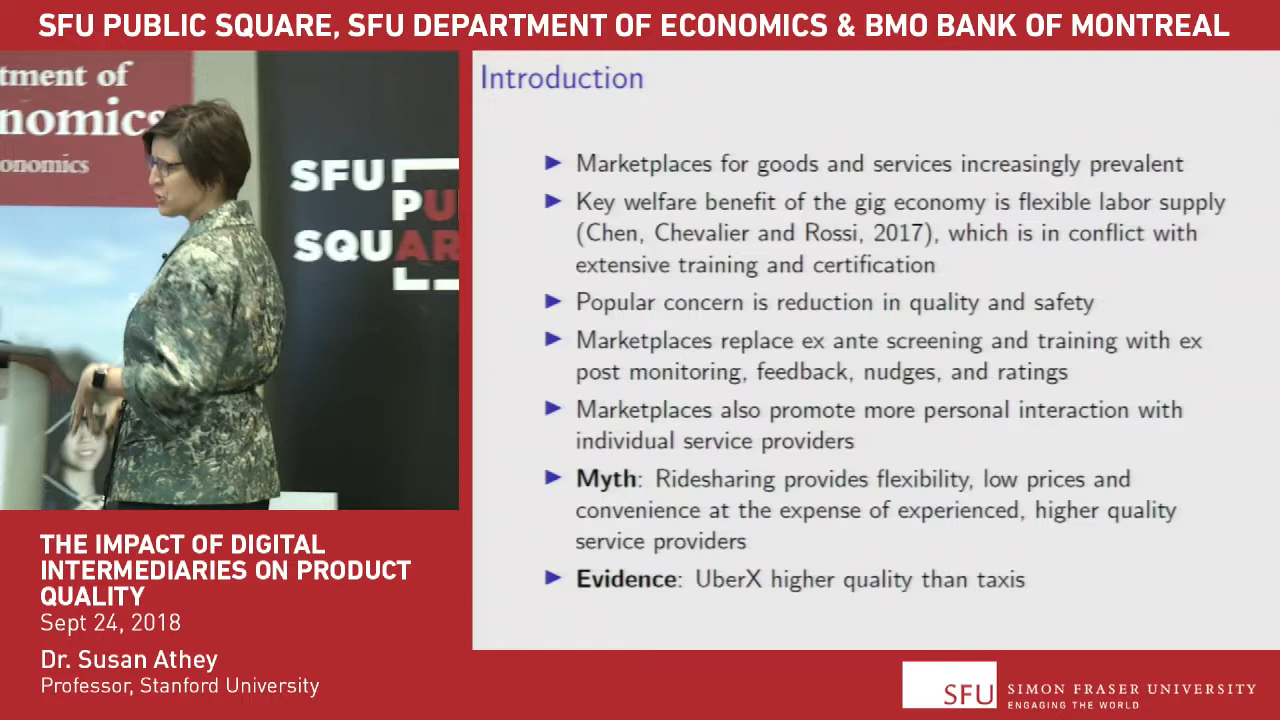 SFU PUBLIC SQUARE, SFU DEPARTMENT OF ECONOMICS & BMO BANK OF MONTREAL
tment of
nomics
onomics
SFU
PU
SQUAR
Introduction
Marketplaces for goods and services increasingly prevalent
Key welfare benefit of the gig economy is flexible labor supply
(Chen, Chevalier and Rossi, 2017), which is in conflict with
extensive training and certification
Popular concern is reduction in quality and safety
Marketplaces replace ex ante screening and training with ex
post monitoring, feedback, nudges, and ratings
Marketplaces also promote more personal interaction with
individual service providers
Myth: Ridesharing provides flexibility, low prices and
convenience at the expense of experienced, higher quality
service providers
Evidence: UberX higher quality than taxis
THE IMPACT OF DIGITAL
INTERMEDIARIES ON PRODUCT
QUALITY
Sept 24, 2018
Dr. Susan Athey
Professor, Stanford University
SFU SIMON FRASER UNIVERSITY
ENGAGING THE WORLD